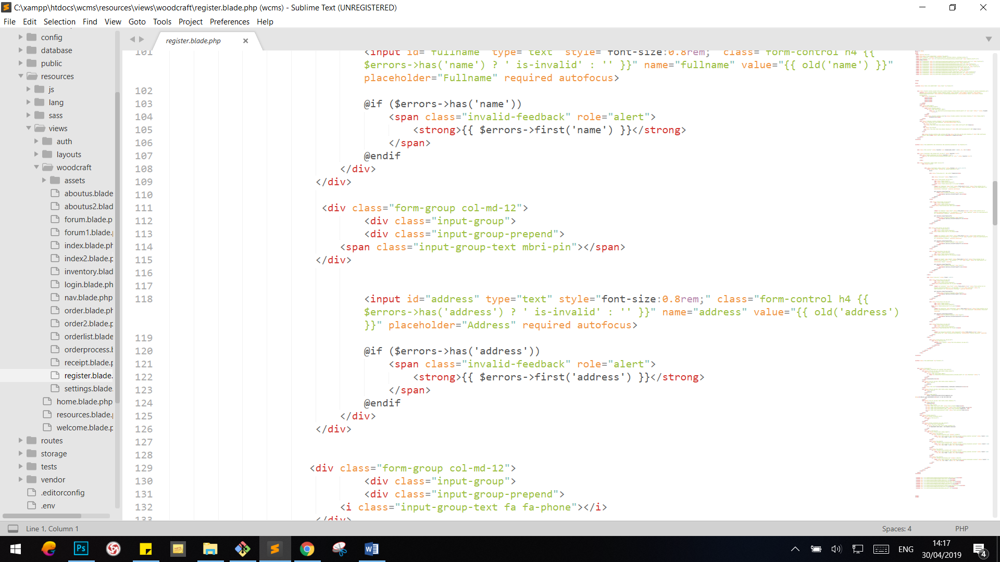 C:\xampp\htdocs\wcms\resources\views\woodcraft\register.blade.php (wcms) - Sublime Text (UNREGISTERED)
File Edit Selection Find View Goto Tools Project Preferences Help
config
database
public
resources
js
lang
sass
views
auth
layouts
woodcraft
assets
aboutus.blade
aboutus2.blad
forum.blade.p
forum1.blade.
index.blade.ph
index2.blade.p
inventory.blad
login.blade.ph
nav.blade.php
order.blade.ph
order2.blade.p
orderlist.blade
orderprocess.b
receipt.blade.p
register.blade.
settings.blade.
home.blade.php
resources.blade.p
welcome.blade.p
routes
storage
tests
vendor
.editorconfig
.env
register.blade.php
101 <input id="fullname" type="text" style="font-size:0.8rem;" class="form-control h4 {{
$errors->has('name') ? ' is-invalid' : '' }}" name="fullname" value="{{ old('name') }}"
placeholder="Fullname" required autofocus>
102
103 @if ($errors->has('name'))
104 <span class="invalid-feedback" role="alert">
105 <strong>{{ $errors->first('name') }}</strong>
106 </span>
107 @endif
108 </div>
109 </div>
110
111 <div class="form-group col-md-12">
112 <div class="input-group">
113 <div class="input-group-prepend">
114 <span class="input-group-text mbri-pin"></span>
115 </div>
116
117
118 <input id="address" type="text" style="font-size:0.8rem;" class="form-control h4 {{
$errors->has('address') ? ' is-invalid' : '' }}" name="address" value="{{ old('address')
}}" placeholder="Address" required autofocus>
119
120 @if ($errors->has('address'))
121 <span class="invalid-feedback" role="alert">
122 <strong>{{ $errors->first('address') }}</strong>
123 </span>
124 @endif
125 </div>
126 </div>
127
128
129 <div class="form-group col-md-12">
130 <div class="input-group">
131 <div class="input-group-prepend">
132 <i class="input-group-text fa fa-phone"></i>
133 </div>
Line 1, Column 1
Spaces: 4
PHP
Ps
ENG
14:17
30/04/2019
4